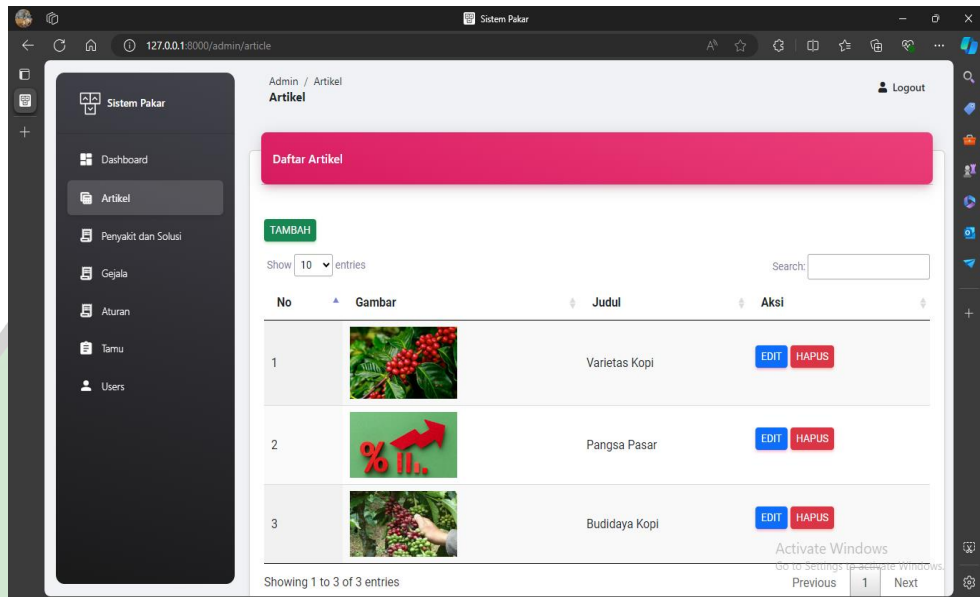 Sistem Pakar
127.0.0.1:8000/admin/article
Sistem Pakar
Dashboard
Artikel
Penyakit dan Solusi
Gejala
Aturan
Tamu
Users
Admin / Artikel
Artikel
Logout
Daftar Artikel
TAMBAH
Show 10 entries
Search:
No Gambar Judul Aksi
1 Varietas Kopi EDIT HAPUS
2 Pangsa Pasar EDIT HAPUS
3 Budidaya Kopi EDIT HAPUS
Activate Windows
Go to Settings to activate Windows.
Showing 1 to 3 of 3 entries
Previous 1 Next